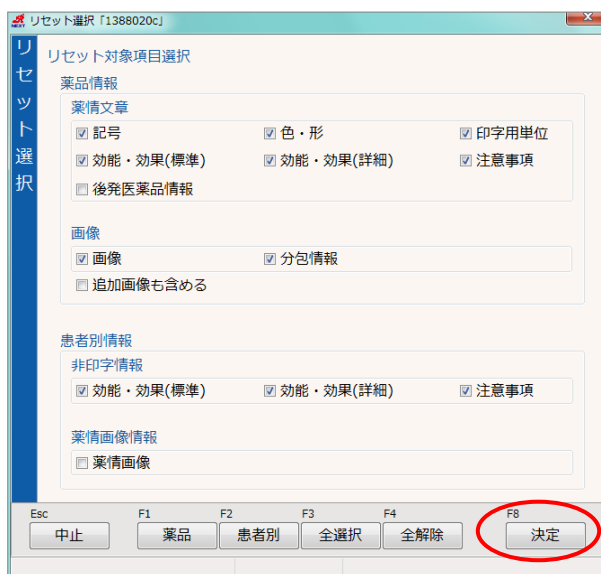 NEXT リセット選択「1388020c」
リセット選択
リセット対象項目選択
薬品情報
薬情文章
記号 色・形 印字用単位
効能・効果(標準) 効能・効果(詳細) 注意事項
後発医薬品情報
画像
画像 分包情報
追加画像も含める
患者別情報
非印字情報
効能・効果(標準) 効能・効果(詳細) 注意事項
薬情画像情報
薬情画像
Esc F1 F2 F3 F4 F8
中止 薬品 患者別 全選択 全解除 決定